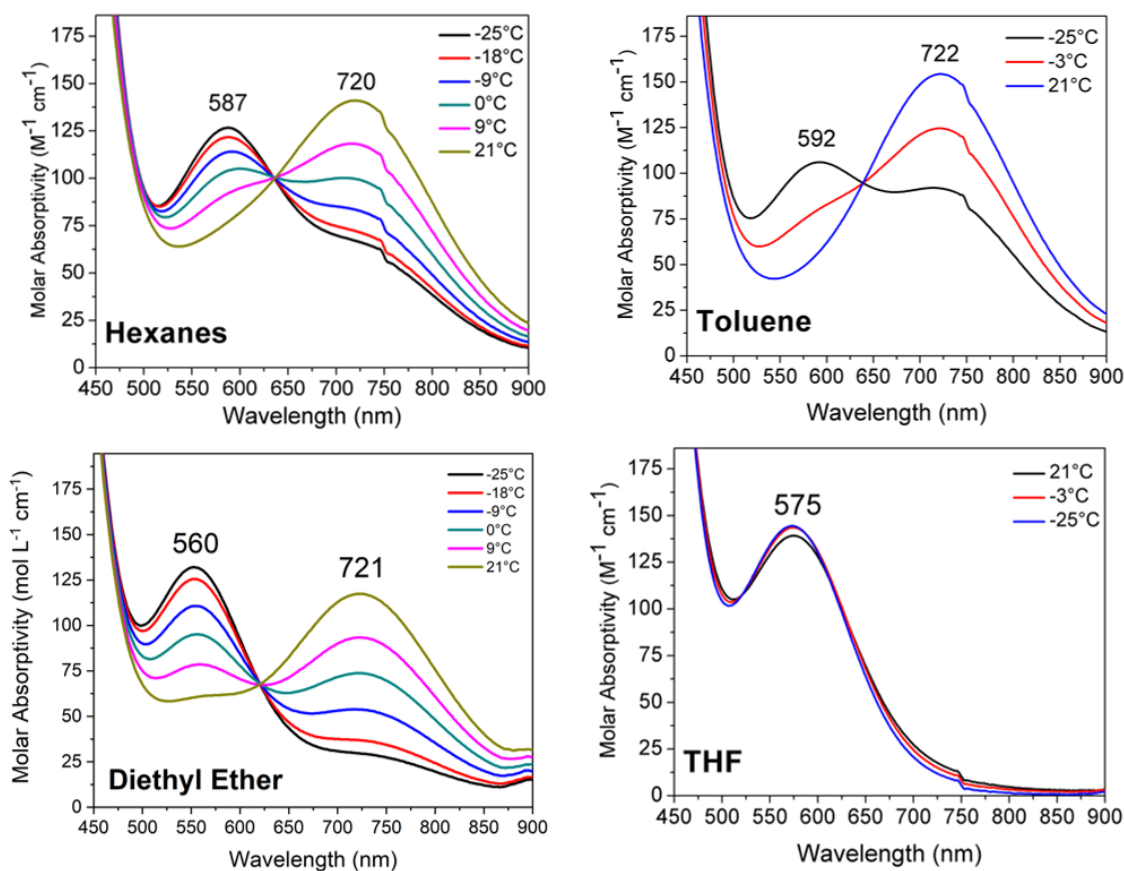 -25°C
-18°C
-9°C
0°C
9°C
21°C
587
720
175
150
125
100
75
50
25
0
Molar Absorptivity (M⁻¹ cm⁻¹)
Hexanes
450 500 550 600 650 700 750 800 850 900
Wavelength (nm)
-25°C
-3°C
21°C
592
722
175
150
125
100
75
50
25
0
Molar Absorptivity (M⁻¹ cm⁻¹)
Toluene
450 500 550 600 650 700 750 800 850 900
Wavelength (nm)
-25°C
-18°C
-9°C
0°C
9°C
21°C
560
721
175
150
125
100
75
50
25
0
Molar Absorptivity (mol L⁻¹ cm⁻¹)
Diethyl Ether
450 500 550 600 650 700 750 800 850 900
Wavelength (nm)
21°C
-3°C
-25°C
575
175
150
125
100
75
50
25
0
Molar Absorptivity (M⁻¹ cm⁻¹)
THF
450 500 550 600 650 700 750 800 850 900
Wavelength (nm)